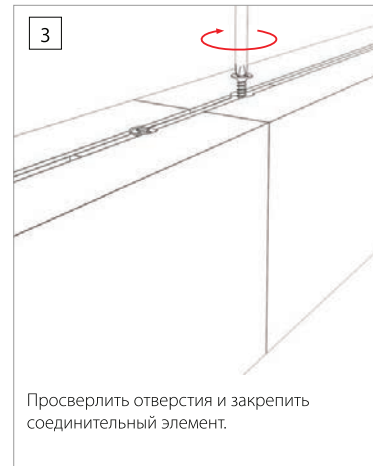 3
Просверлить отверстия и закрепить
соединительный элемент.